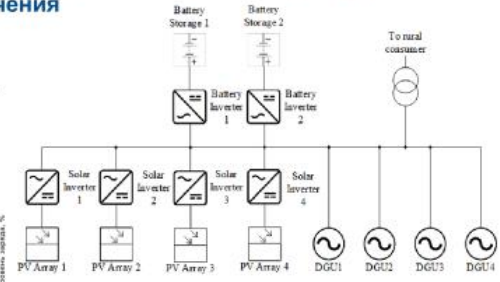 чения
Battery
Storage 1
Battery
Storage 2
To rural
consumer
Battery
Inverter
1
Battery
Inverter
2
Solar
Inverter
1
Solar
Inverter
2
Solar
Inverter
3
Solar
Inverter
4
PV Array 1
PV Array 2
PV Array 3
PV Array 4
DGU1
DGU2
DGU3
DGU4
заряда, %